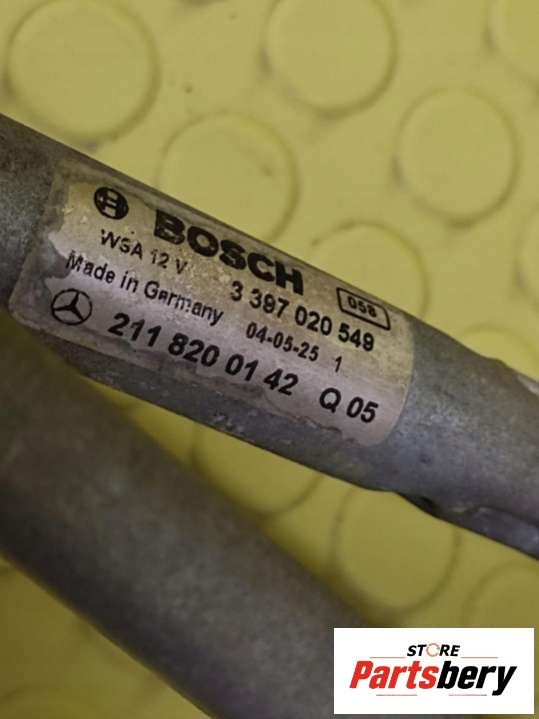 BOSCH
WSA 12 V 3 397 020 549 058
Made in Germany 04-05-25 1
211 820 01 42 Q 05
STORE
Partsbery